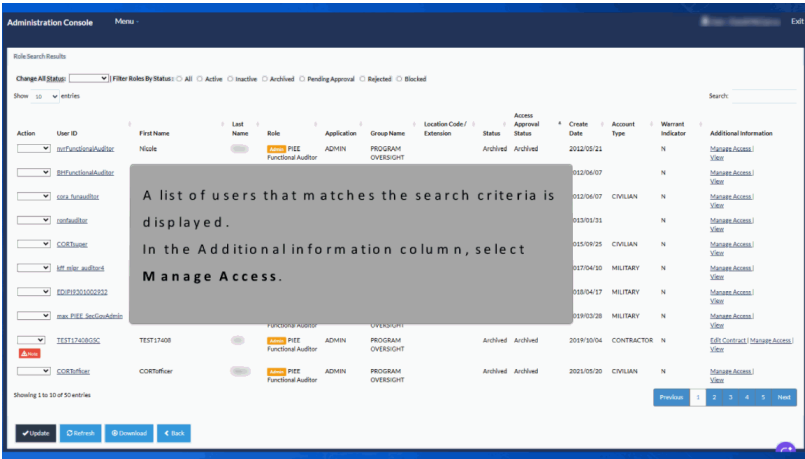 Administration Console Menu Exit
Role Search Results
Change All Status: | Filter Roles By Status: All Active Inactive Archived Pending Approval Rejected Blocked
Show 10 entries Search:
Action User ID First Name Last Name Role Application Group Name Location Code / Extension Status Access Approval Status Create Date Account Type Warrant Indicator Additional Information
mrFunctionalAuditor Nicole Admin PIEE Functional Auditor ADMIN PROGRAM OVERSIGHT Archived Archived 2012/05/21 N Manage Access | View
BHFunctionalAuditor 2012/06/07 N Manage Access | View
cora_funauditor 2012/06/07 CIVILIAN N Manage Access | View
ronfauditor 2013/01/31 N Manage Access | View
CORTsuper 2015/09/25 CIVILIAN N Manage Access | View
kff_migr_auditor4 2017/04/10 MILITARY N Manage Access | View
EDIPI9301002932 2018/04/17 MILITARY N Manage Access | View
max_PIEE_SecGovAdmin Functional Auditor OVERSIGHT 2019/03/28 MILITARY N Manage Access | View
A list of users that matches the search criteria is
displayed.
In the Additional information column, select
Manage Access.
TEST17408GSC TEST17408 Admin PIEE Functional Auditor ADMIN PROGRAM OVERSIGHT Archived Archived 2019/10/04 CONTRACTOR N Edit Contract | Manage Access | View
Note
CORTofficer CORTofficer Admin PIEE Functional Auditor ADMIN PROGRAM OVERSIGHT Archived Archived 2021/05/20 CIVILIAN N Manage Access | View
Showing 1 to 10 of 50 entries Previous 1 2 3 4 5 Next
Update Refresh Download Back